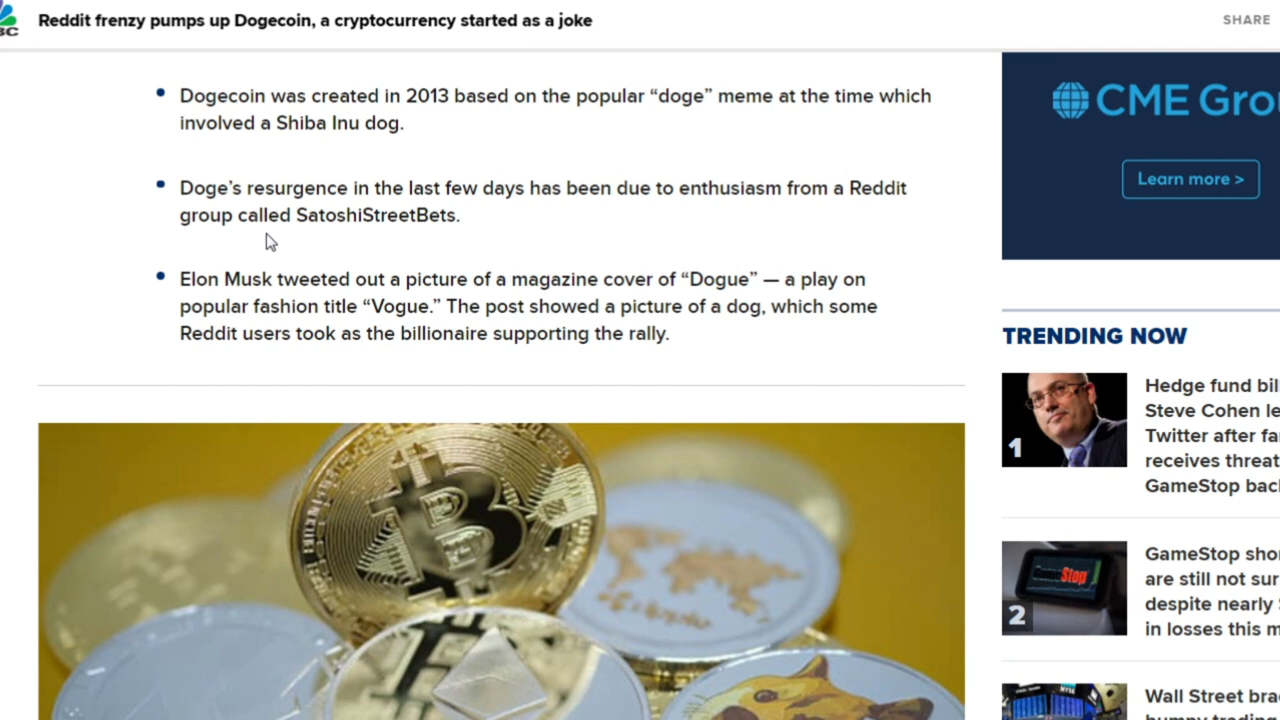 Reddit frenzy pumps up Dogecoin, a cryptocurrency started as a joke
SHARE
Dogecoin was created in 2013 based on the popular “doge” meme at the time which
involved a Shiba Inu dog.
Doge’s resurgence in the last few days has been due to enthusiasm from a Reddit
group called SatoshiStreetBets.
Elon Musk tweeted out a picture of a magazine cover of “Dogue” — a play on
popular fashion title “Vogue.” The post showed a picture of a dog, which some
Reddit users took as the billionaire supporting the rally.
CME Gro
Learn more >
TRENDING NOW
1
Hedge fund bil
Steve Cohen le
Twitter after fa
receives threat
GameStop bac
2
GameStop sho
are still not sur
despite nearly
in losses this m
Wall Street bra